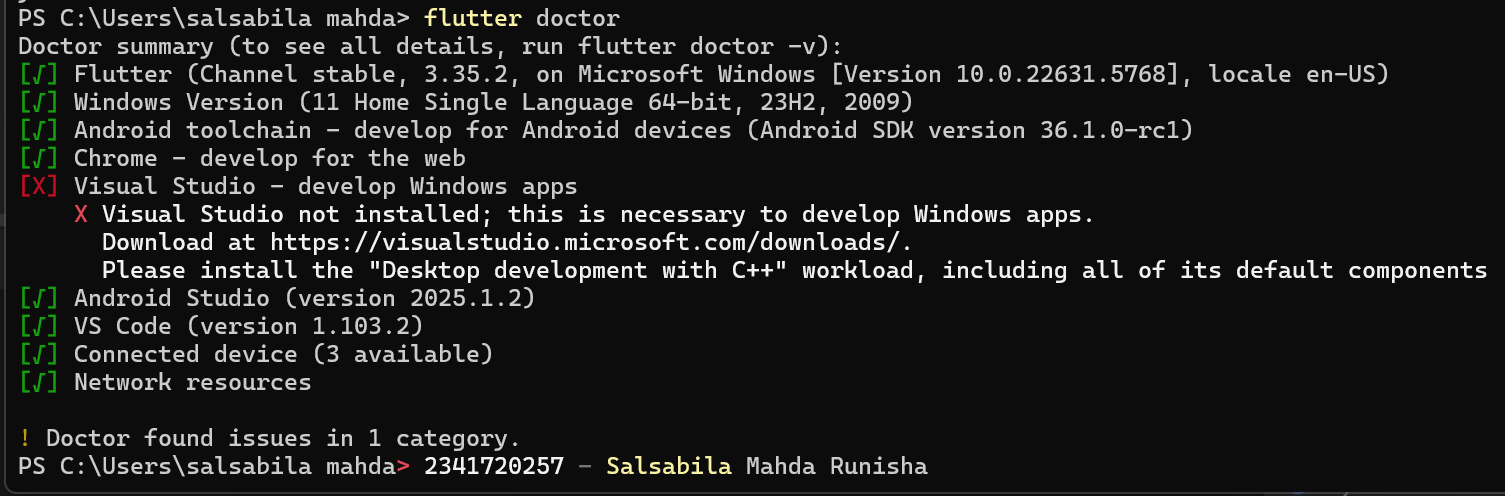 PS C:\Users\salsabila mahda> flutter doctor
Doctor summary (to see all details, run flutter doctor -v):
[√] Flutter (Channel stable, 3.35.2, on Microsoft Windows [Version 10.0.22631.5768], locale en-US)
[√] Windows Version (11 Home Single Language 64-bit, 23H2, 2009)
[√] Android toolchain - develop for Android devices (Android SDK version 36.1.0-rc1)
[√] Chrome - develop for the web
[X] Visual Studio - develop Windows apps
X Visual Studio not installed; this is necessary to develop Windows apps.
Download at https://visualstudio.microsoft.com/downloads/.
Please install the "Desktop development with C++" workload, including all of its default components
[√] Android Studio (version 2025.1.2)
[√] VS Code (version 1.103.2)
[√] Connected device (3 available)
[√] Network resources
! Doctor found issues in 1 category.
PS C:\Users\salsabila mahda> 2341720257 - Salsabila Mahda Runisha